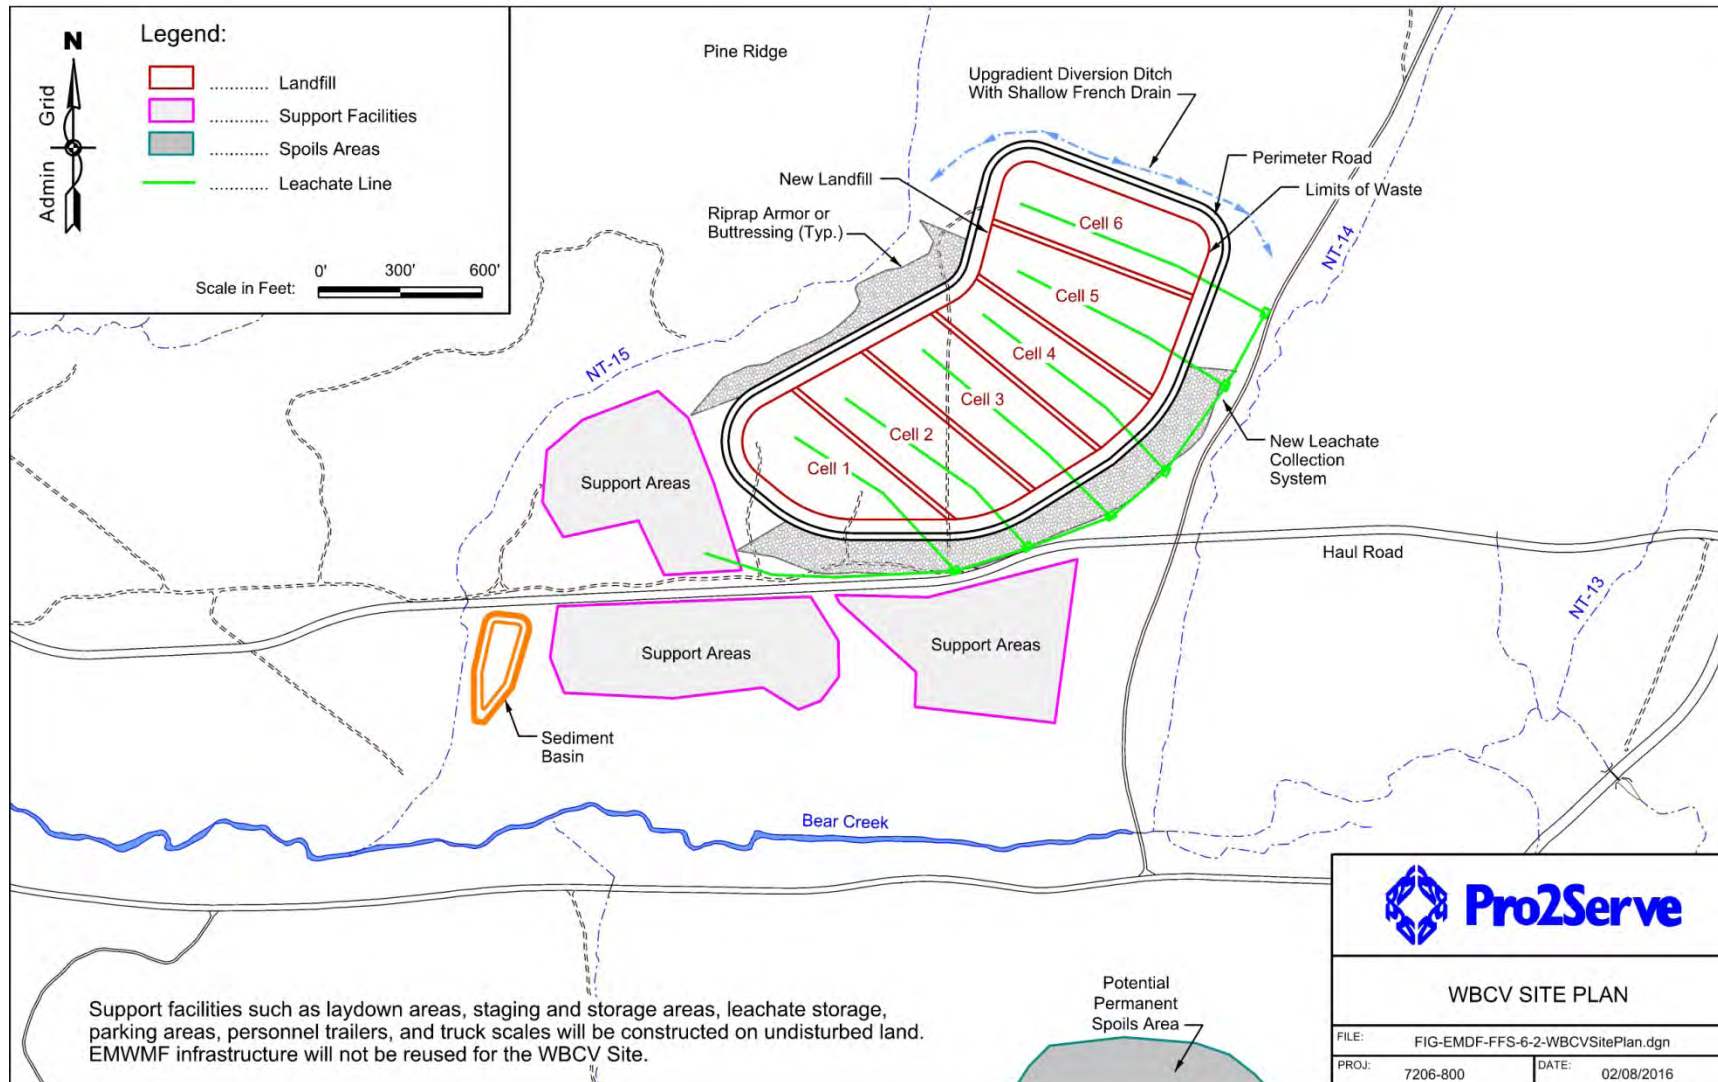 Legend:
N
Grid
Admin
............ Landfill
............ Support Facilities
............ Spoils Areas
............ Leachate Line
0' 300' 600'
Scale in Feet:
Pine Ridge
Upgradient Diversion Ditch
With Shallow French Drain
Perimeter Road
Limits of Waste
New Landfill
Riprap Armor or
Buttressing (Typ.)
Cell 6
Cell 5
Cell 4
Cell 3
Cell 2
Cell 1
NT-14
NT-15
New Leachate
Collection
System
Support Areas
Haul Road
NT-13
Support Areas
Support Areas
Sediment
Basin
Bear Creek
Potential
Permanent
Spoils Area
Support facilities such as laydown areas, staging and storage areas, leachate storage,
parking areas, personnel trailers, and truck scales will be constructed on undisturbed land.
EMWMF infrastructure will not be reused for the WBCV Site.
Pro2Serve
WBCV SITE PLAN
FILE: FIG-EMDF-FFS-6-2-WBCVSitePlan.dgn
PROJ: 7206-800 DATE: 02/08/2016